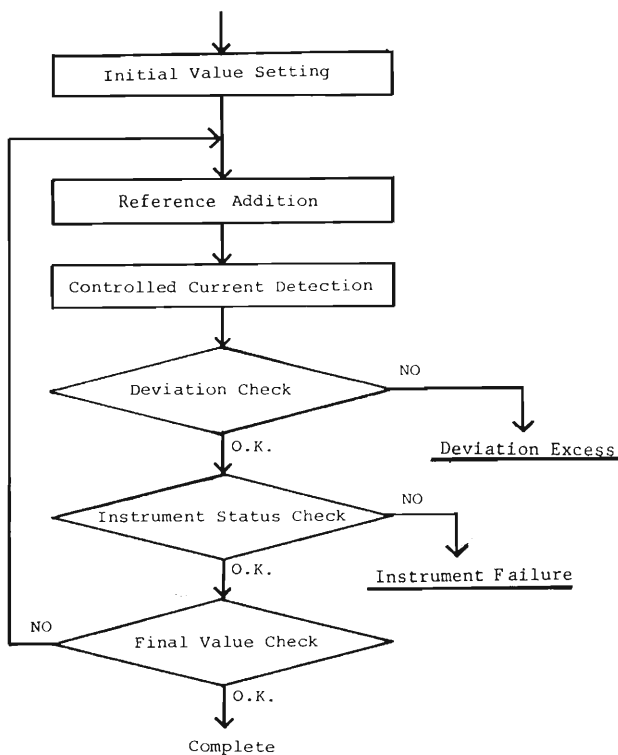 Initial Value Setting
Reference Addition
Controlled Current Detection
Deviation Check
NO
O.K.
Deviation Excess
Instrument Status Check
NO
O.K.
Instrument Failure
NO
Final Value Check
O.K.
Complete